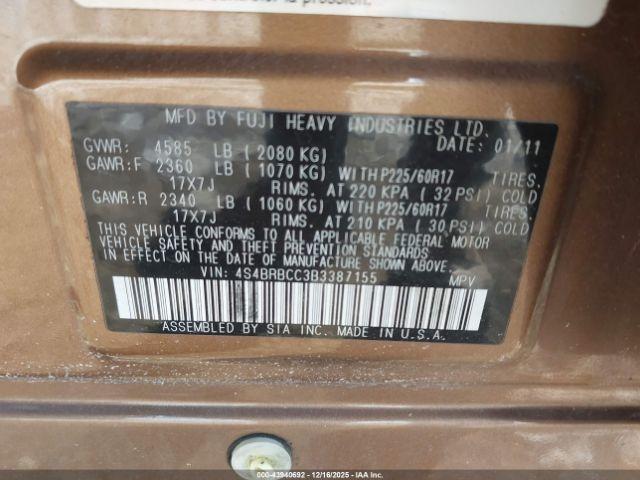 pression.
MFD BY FUJI HEAVY INDUSTRIES LTD.
GVWR: 4585 LB (2080 KG) DATE: 01/11
GAWR:F 2360 LB (1070 KG) WITH P225/60R17 TIRES.
17X7J RIMS. AT 220 KPA (32 PSI) COLD
GAWR:R 2340 LB (1060 KG) WITH P225/60R17 TIRES.
17X7J RIMS. AT 210 KPA (30 PSI) COLD
THIS VEHICLE CONFORMS TO ALL APPLICABLE FEDERAL MOTOR
VEHICLE SAFETY AND THEFT PREVENTION STANDARDS
IN EFFECT ON THE DATE OF MANUFACTURE SHOWN ABOVE.
VIN: 4S4BRBCC3B3387155 MPV
ASSEMBLED BY SIA INC. MADE IN U.S.A.
000-43940692 - 12/16/2025 - IAAI.COM